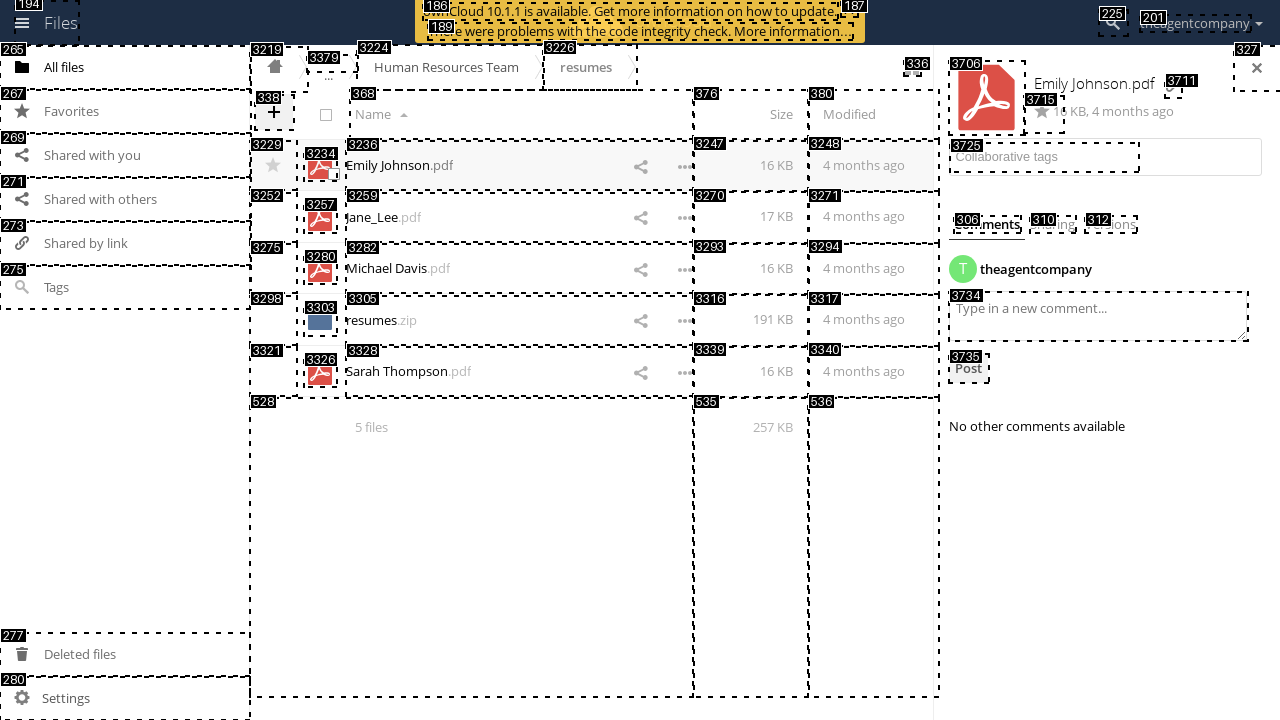 194
Files
186
ownCloud 10.1.1 is available. Get more information on how to update.
187
189
There were problems with the code integrity check. More information…
225
201
theagentcompany
265
All files
267
Favorites
269
Shared with you
271
Shared with others
273
Shared by link
275
Tags
277
Deleted files
280
Settings
3219
3379
...
3224
Human Resources Team
3226
resumes
336
338
+
368
Name
376
Size
380
Modified
3229
3234
3236
Emily Johnson.pdf
3247
16 KB
3248
4 months ago
3252
3257
3259
Jane_Lee.pdf
3270
17 KB
3271
4 months ago
3275
3280
3282
Michael Davis.pdf
3293
16 KB
3294
4 months ago
3298
3303
3305
resumes.zip
3316
191 KB
3317
4 months ago
3321
3326
3328
Sarah Thompson.pdf
3339
16 KB
3340
4 months ago
528
5 files
535
257 KB
536
327
3706
Emily Johnson.pdf
3711
3715
16 KB, 4 months ago
3725
Collaborative tags
306
Comments
310
Sharing
312
Versions
T
theagentcompany
3734
Type in a new comment...
3735
Post
No other comments available